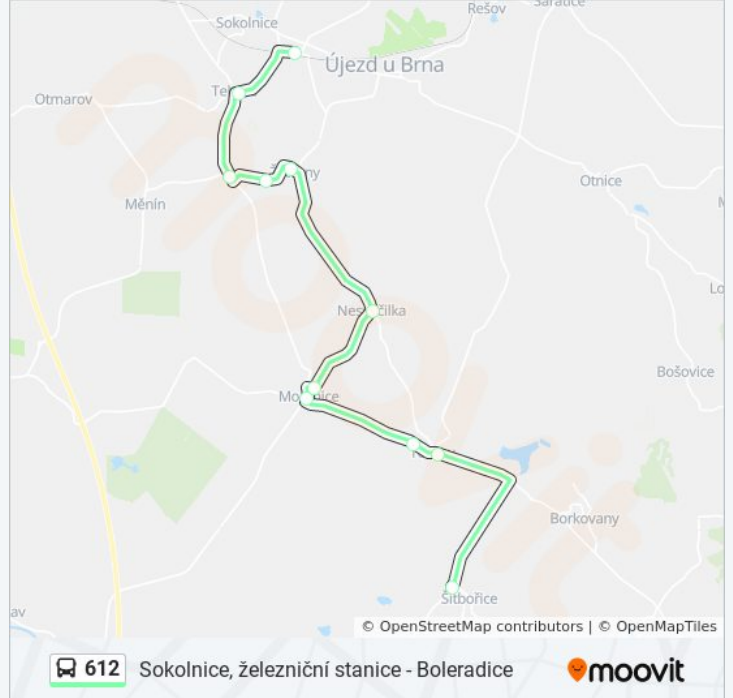 Sokolnice
Rešov
Šaratice
Újezd u Brna
Otmarov
Otnice
Měnín
Bošovice
Borkovany
Šitbořice
© OpenStreetMap contributors | © OpenMapTiles
612 Sokolnice, železniční stanice - Boleradice moovit